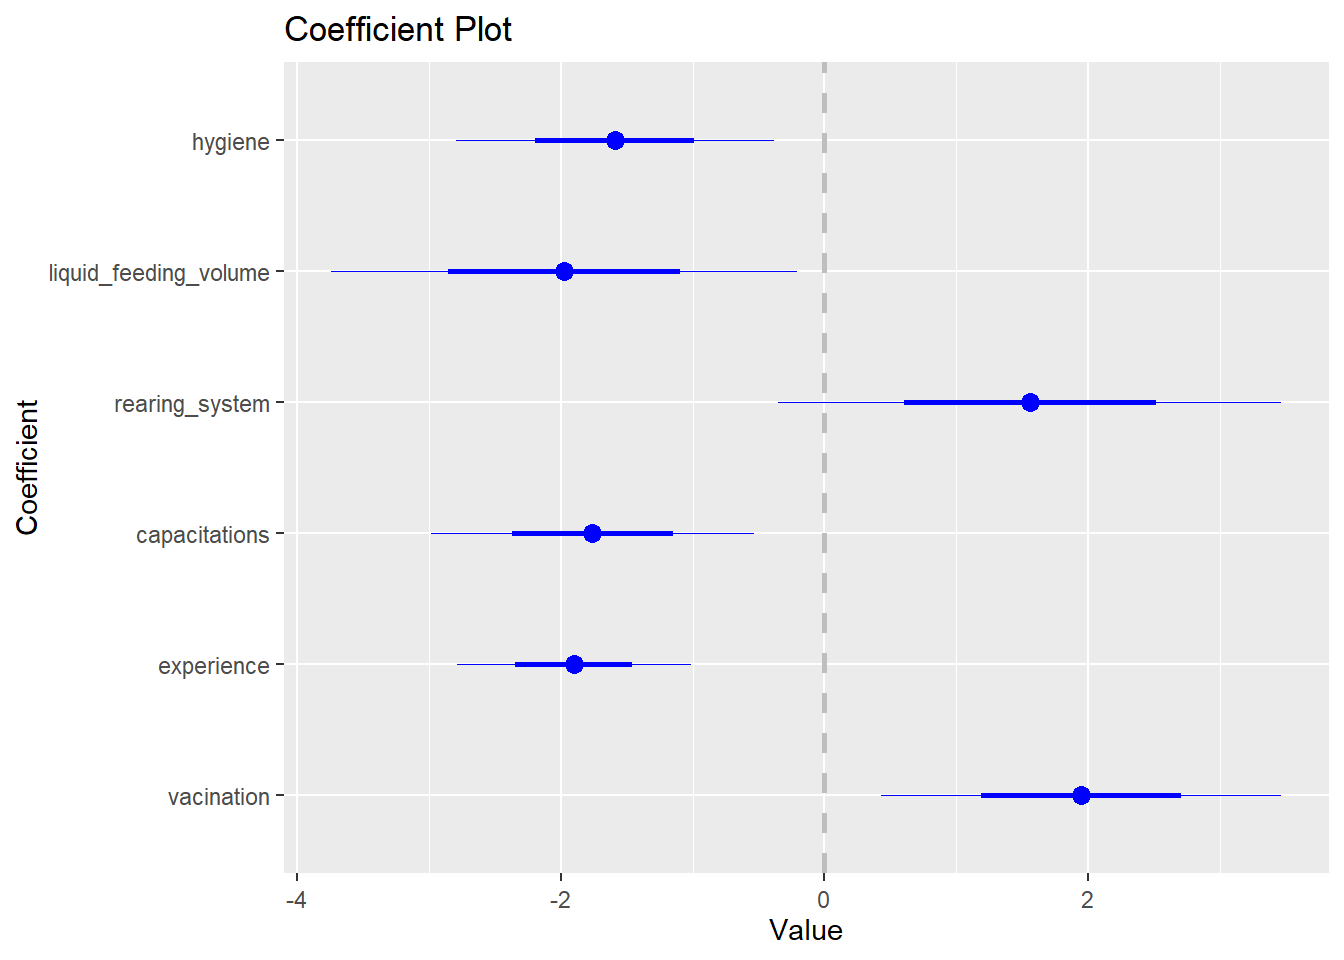 Coefficient Plot
hygiene
liquid_feeding_volume
rearing_system
capacitations
experience
vacination
Coefficient
-4 -2 0 2
Value